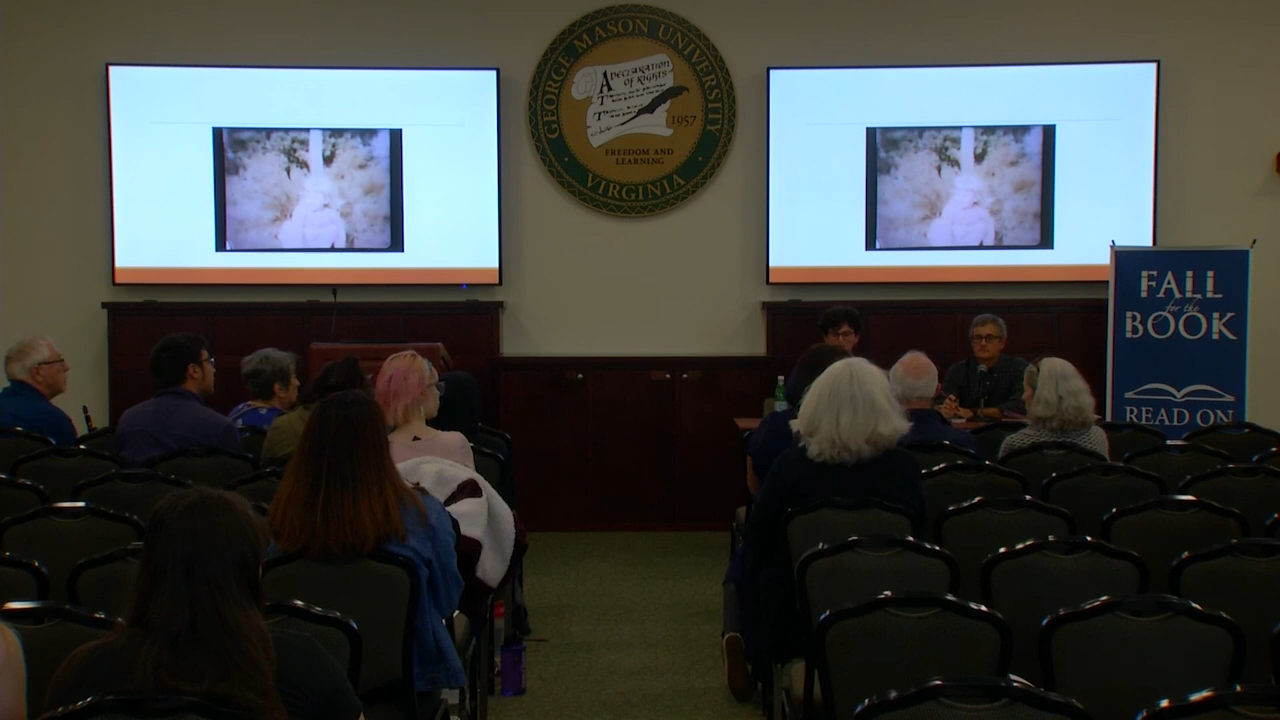 GEORGE MASON UNIVERSITY
A DECLARATION
OF RIGHTS
1957
FREEDOM AND
LEARNING
VIRGINIA
FALL
for the
BOOK
READ ON